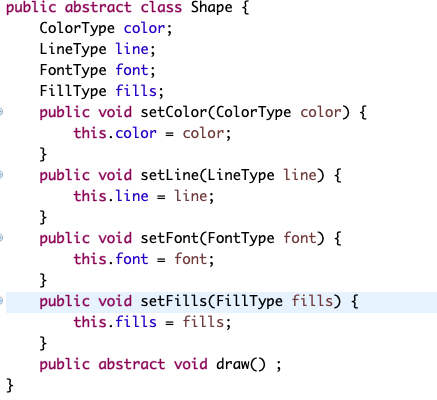 public abstract class Shape {
    ColorType color;
    LineType line;
    FontType font;
    FillType fills;
    public void setColor(ColorType color) {
        this.color = color;
    }
    public void setLine(LineType line) {
        this.line = line;
    }
    public void setFont(FontType font) {
        this.font = font;
    }
    public void setFills(FillType fills) {
        this.fills = fills;
    }
    public abstract void draw() ;
}